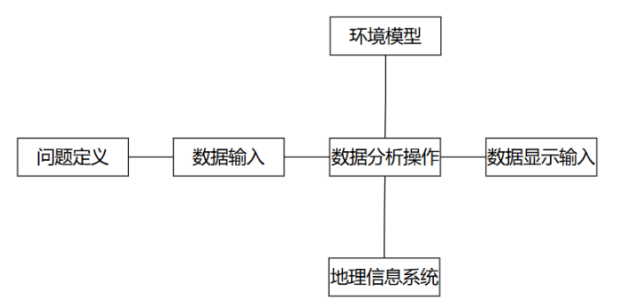 环境模型
问题定义
数据输入
数据分析操作
数据显示输入
地理信息系统